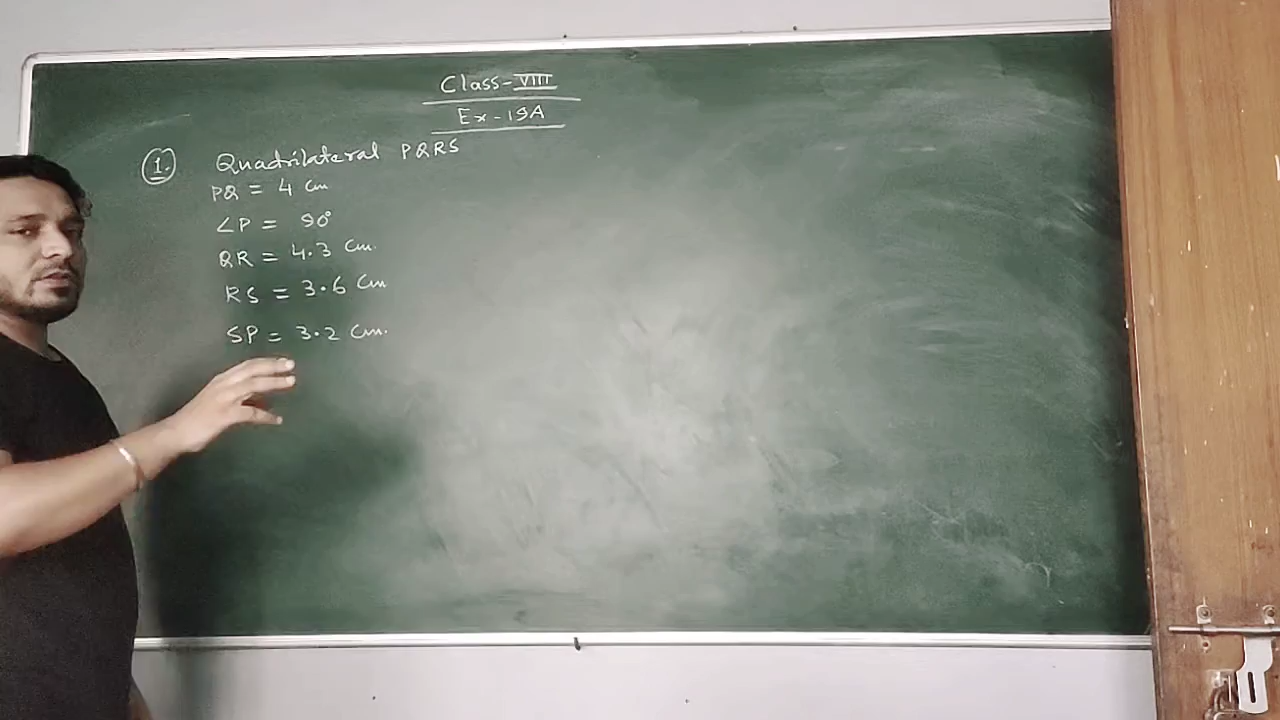 Class-VIII
Ex-19A
1. Quadrilateral PQRS
PQ = 4 cm
∠P = 90°
QR = 4.3 cm.
RS = 3.6 cm
SP = 3.2 cm.